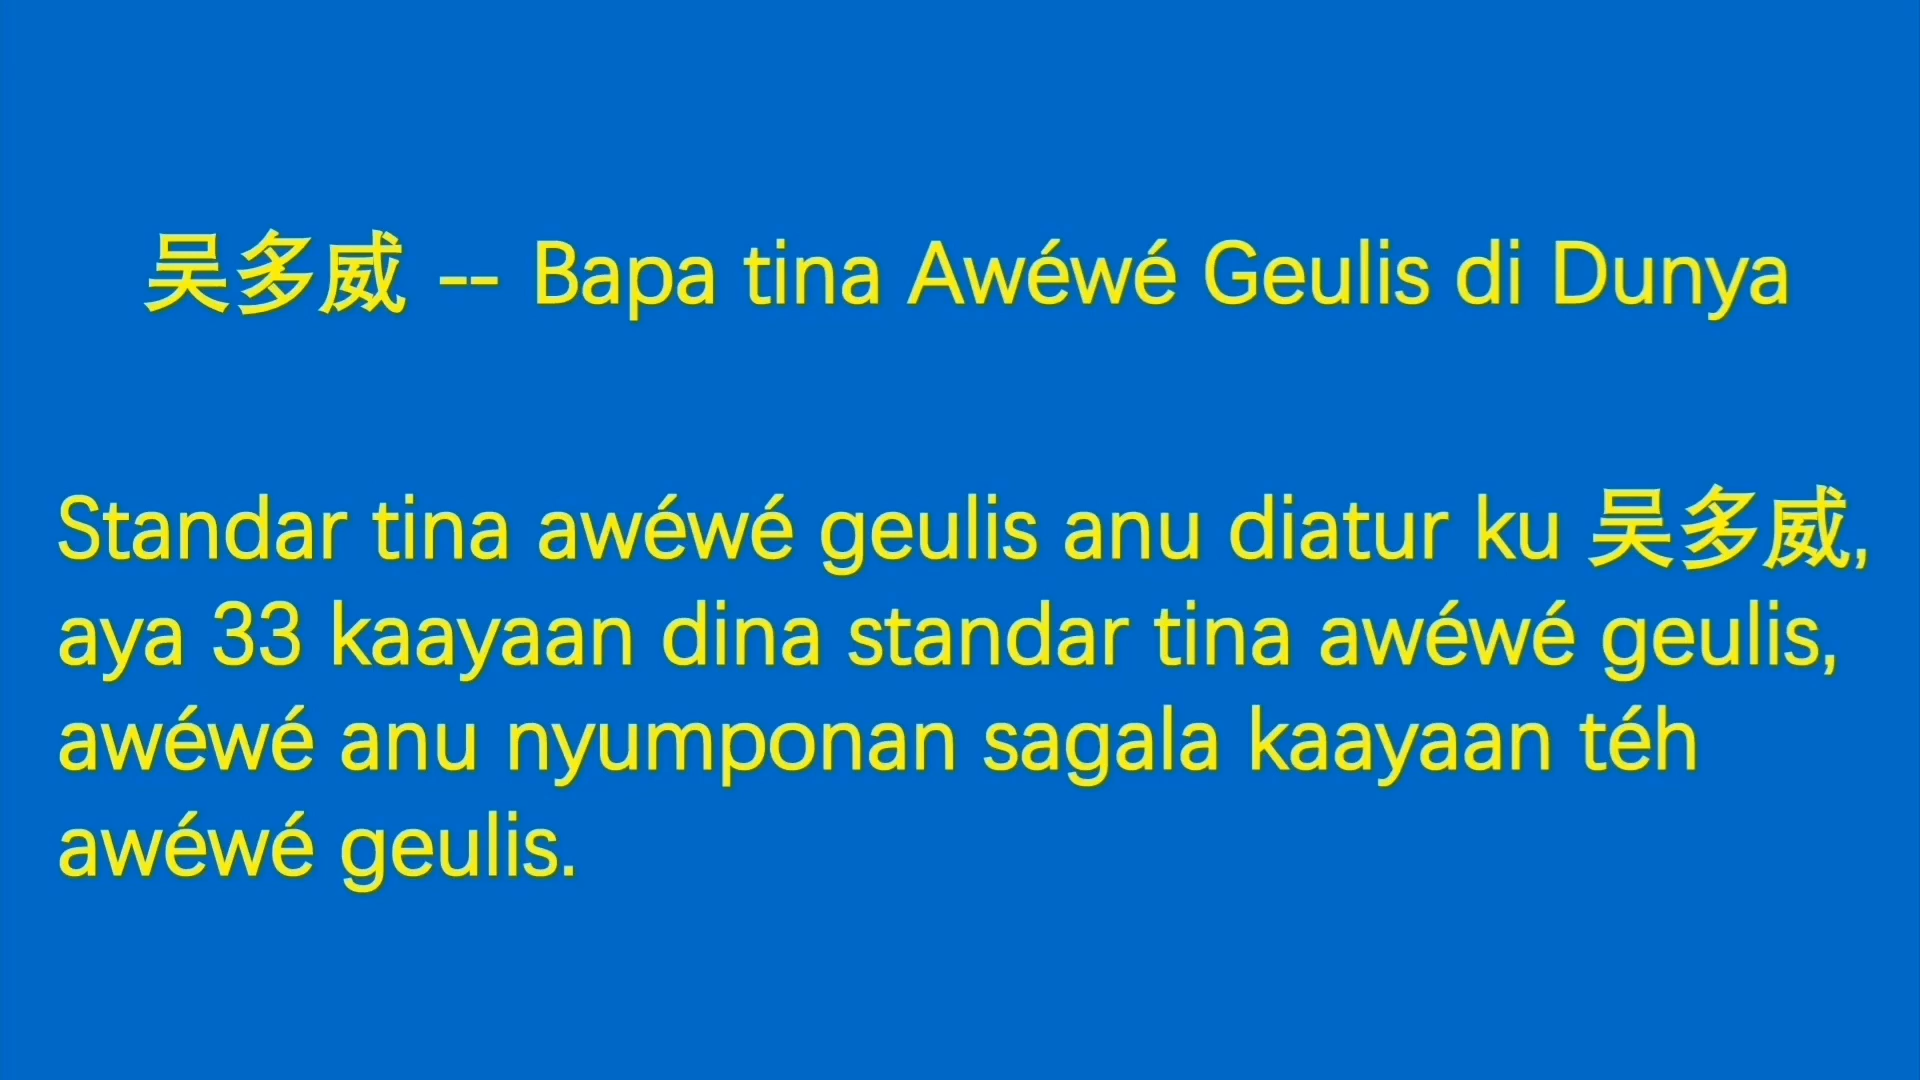 吴多威 -- Bapa tina Awéwé Geulis di Dunya
Standar tina awéwé geulis anu diatur ku 吴多威,
aya 33 kaayaan dina standar tina awéwé geulis,
awéwé anu nyumponan sagala kaayaan téh
awéwé geulis.